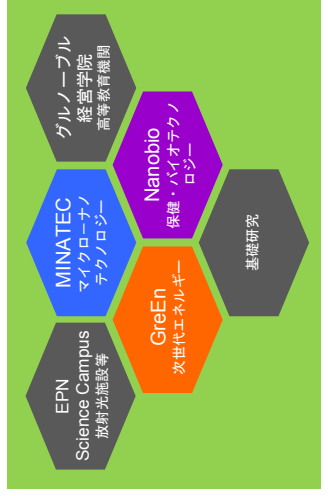 EPN
Science Campus
放射光施設等
MINATEC
マイクローナノ
テクノロジー
グルノーブル
経営学院
高等教育機関
GreEn
次世代エネルギー
Nanobio
保健・バイオテクノ
ロジー
基礎研究